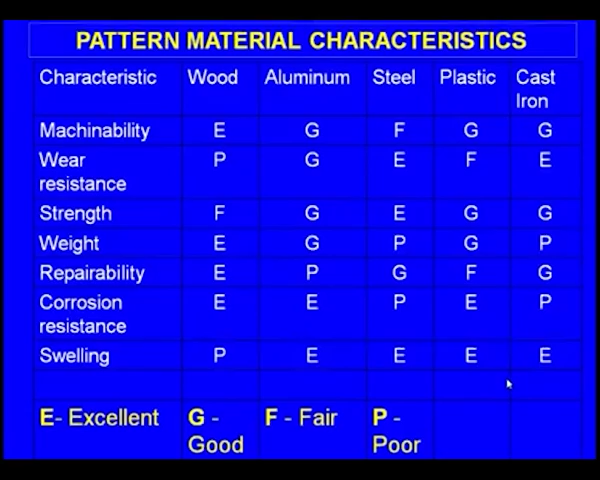 PATTERN MATERIAL CHARACTERISTICS
Characteristic Wood Aluminum Steel Plastic Cast Iron
Machinability E G F G G
Wear resistance P G E F E
Strength F G E G G
Weight E G P G P
Repairability E P G F G
Corrosion resistance E E P E P
Swelling P E E E E
E- Excellent G - Good F - Fair P - Poor